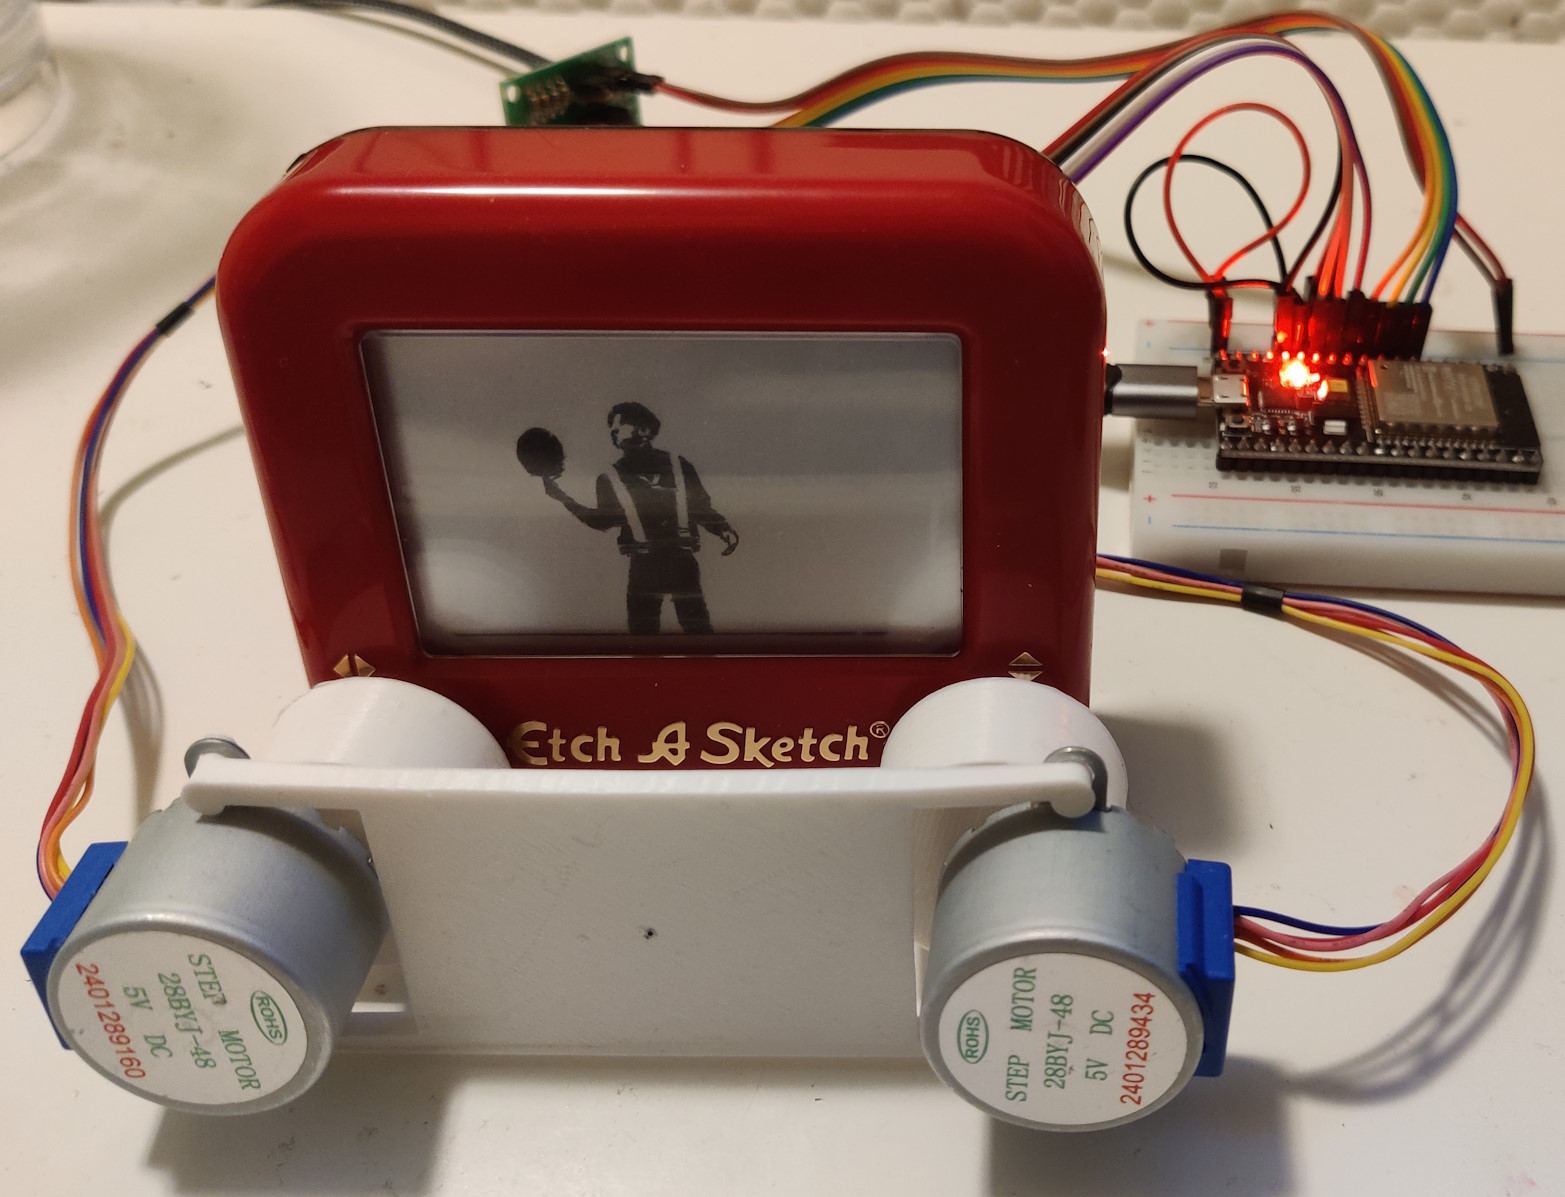 Etch A Sketch®
STEP MOTOR
28BYJ-48
5V DC
2401289160
ROHS
ROHS
STEP MOTOR
28BYJ-48
5V DC
2401289434